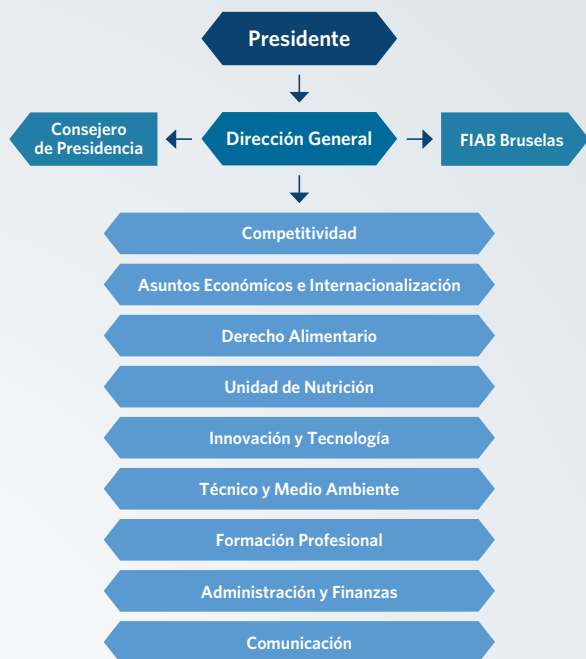 Presidente
Consejero
de Presidencia
Dirección General
FIAB Bruselas
Competitividad
Asuntos Económicos e Internacionalización
Derecho Alimentario
Unidad de Nutrición
Innovación y Tecnología
Técnico y Medio Ambiente
Formación Profesional
Administración y Finanzas
Comunicación